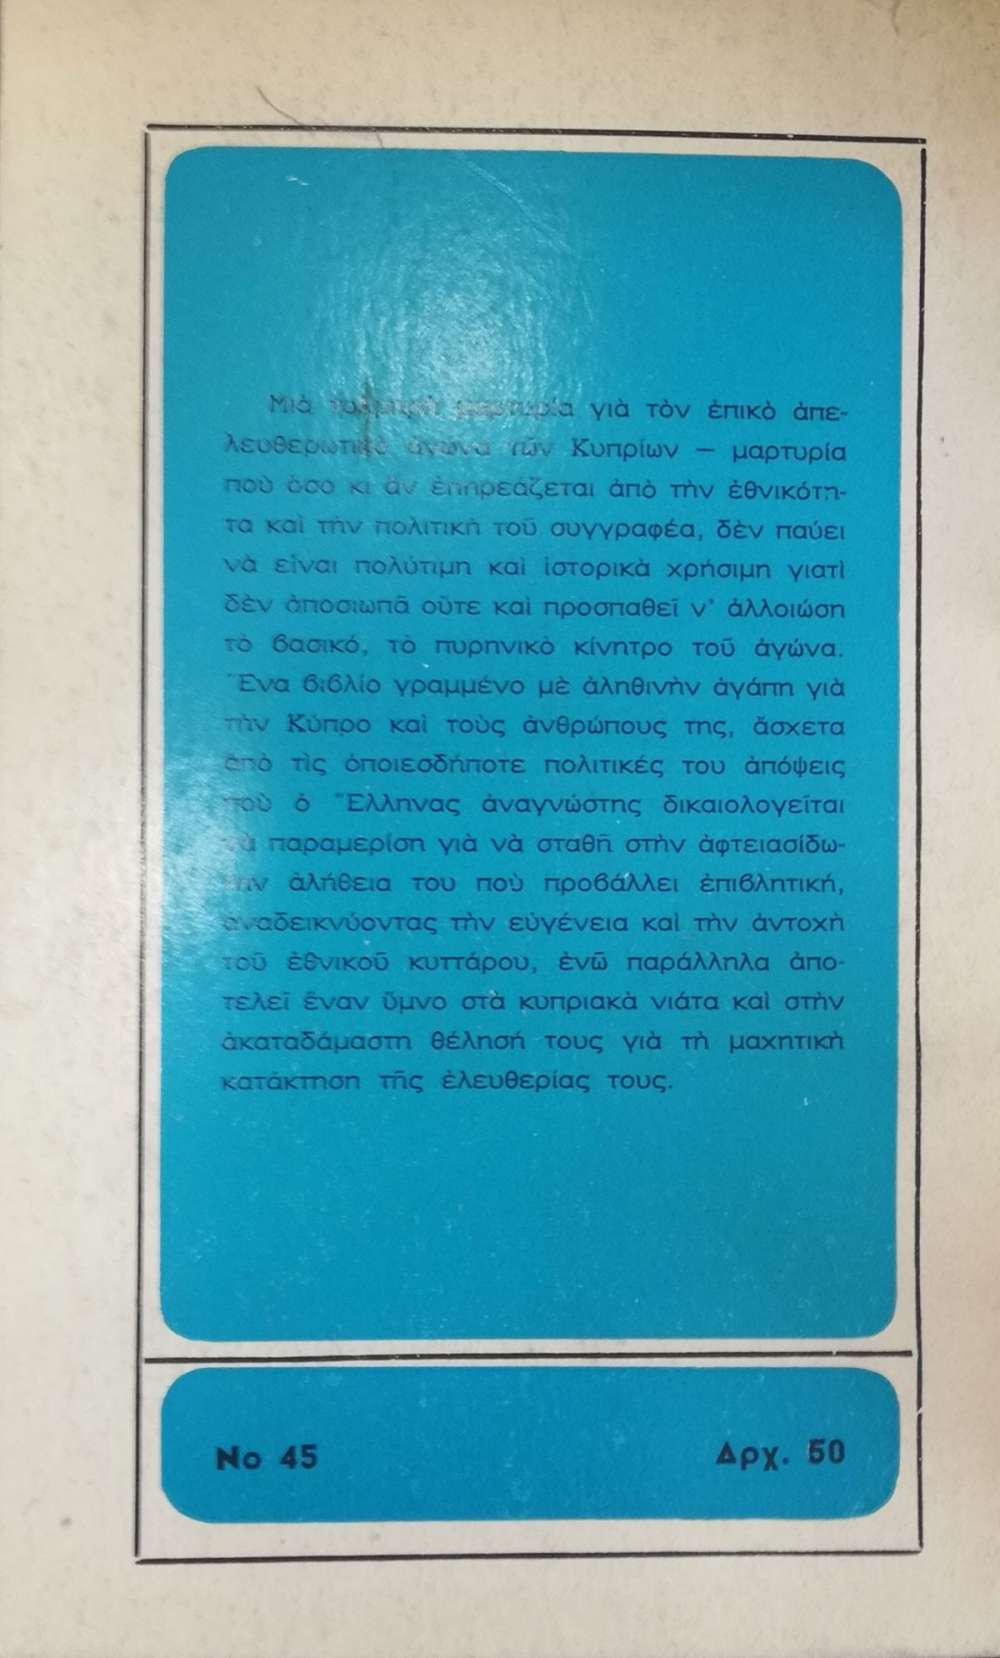 Μιὰ τολμηρὴ μαρτυρία γιὰ τὸν ἐπικὸ ἀπε-
λευθερωτικὸ ἀγώνα τῶν Κυπρίων — μαρτυρία
ποὺ ὅσο κι ἂν ἐπηρεάζεται ἀπὸ τὴν ἐθνικότη-
τα καὶ τὴν πολιτικὴ τοῦ συγγραφέα, δὲν παύει
νὰ εἶναι πολύτιμη καὶ ἱστορικὰ χρήσιμη γιατὶ
δὲν ἀποσιωπᾶ οὔτε καὶ προσπαθεῖ ν' ἀλλοιώση
τὸ βασικό, τὸ πυρηνικὸ κίνητρο τοῦ ἀγώνα.
Ἕνα βιβλίο γραμμένο μὲ ἀληθινὴν ἀγάπη γιὰ
τὴν Κύπρο καὶ τοὺς ἀνθρώπους της, ἄσχετα
ἀπὸ τὶς ὁποιεσδήποτε πολιτικές του ἀπόψεις
ποὺ ὁ Ἕλληνας ἀναγνώστης δικαιολογεῖται
νὰ παραμερίση γιὰ νὰ σταθῆ στὴν ἀφτειασίδω-
την ἀλήθεια του ποὺ προβάλλει ἐπιβλητική,
ἀναδεικνύοντας τὴν εὐγένεια καὶ τὴν ἀντοχὴ
τοῦ ἐθνικοῦ κυττάρου, ἐνῶ παράλληλα ἀπο-
τελεῖ ἕναν ὕμνο στὰ κυπριακὰ νιάτα καὶ στὴν
ἀκαταδάμαστη θέλησή τους γιὰ τὴ μαχητικὴ
κατάκτηση τῆς ἐλευθερίας τους.
Νο 45
Δρχ. 50